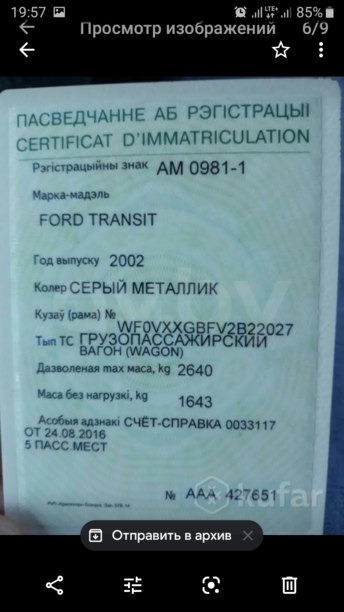 19:57
LTE+
85%
Просмотр изображений 6/9
ПАСВЕДЧАННЕ АБ РЭГІСТРАЦЫІ
CERTIFICAT D'IMMATRICULATION
Рэгістрацыйны знак AM 0981-1
Марка-мадэль
FORD TRANSIT
Год выпуску 2002
Колер СЕРЫЙ МЕТАЛЛИК
Кузаў (рама) №
WF0VXXGBFV2B22027
Тып ТС ГРУЗОПАССАЖИРСКИЙ
ВАГОН (WAGON)
Дазволеная max маса, kg 2640
Маса без нагрузкі, kg 1643
Асобыя адзнакі СЧЁТ-СПРАВКА 0033117
ОТ 24.08.2016
5 ПАСС.МЕСТ
№ AAA 427651
kufar
Отправить в архив